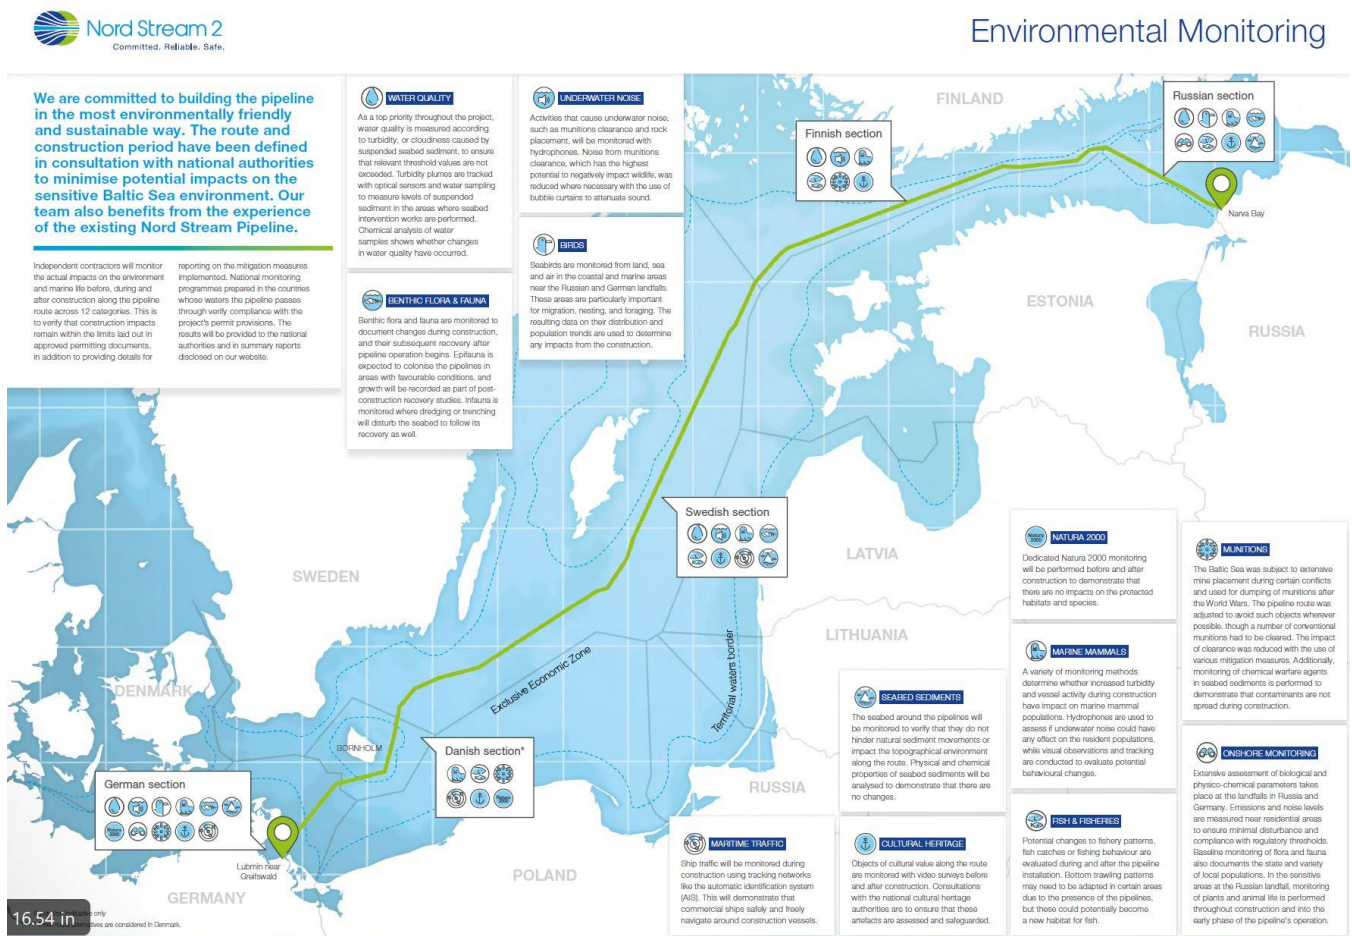 Nord Stream 2
Committed. Reliable. Safe.
Environmental Monitoring
We are committed to building the pipeline
in the most environmentally friendly
and sustainable way. The route and
construction period have been defined
in consultation with national authorities
to minimise potential impacts on the
sensitive Baltic Sea environment. Our
team also benefits from the experience
of the existing Nord Stream Pipeline.
Independent contractors will monitor
the actual impacts on the environment
and marine life before, during and
after construction along the pipeline
route across 12 categories. This is
to verify that construction impacts
remain within the limits laid out in
approved permitting documents,
in addition to providing details for
reporting on the mitigation measures
implemented. National monitoring
programmes prepared in the countries
whose waters the pipeline passes
through verify compliance with the
project's permit provisions. The
results will be provided to the national
authorities and in summary reports
disclosed on our website.
WATER QUALITY
As a top priority throughout the project,
water quality is measured according
to turbidity, or cloudiness caused by
suspended seabed sediment, to ensure
that relevant threshold values are not
exceeded. Turbidity plumes are tracked
with optical sensors and water sampling
to measure levels of suspended
sediment in the areas where seabed
intervention works are performed.
Chemical analysis of water
samples shows whether changes
in water quality have occurred.
BENTHIC FLORA & FAUNA
Benthic flora and fauna are monitored to
document changes during construction,
and their subsequent recovery after
pipeline operation begins. Epifauna is
expected to colonise the pipelines in
areas with favourable conditions, and
growth will be recorded as part of post-
construction recovery studies. Infauna is
monitored where dredging or trenching
will disturb the seabed to follow its
recovery as well.
UNDERWATER NOISE
Activities that cause underwater noise,
such as munitions clearance and rock
placement, will be monitored with
hydrophones. Noise from munitions
clearance, which has the highest
potential to negatively impact wildlife, was
reduced where necessary with the use of
bubble curtains to attenuate sound.
BIRDS
Seabirds are monitored from land, sea
and air in the coastal and marine areas
near the Russian and German landfalls.
These areas are particularly important
for migration, nesting, and foraging. The
resulting data on their distribution and
population trends are used to determine
any impacts from the construction.
FINLAND
Russian section
Finnish section
Narva Bay
ESTONIA
RUSSIA
Swedish section
LATVIA
SWEDEN
LITHUANIA
Exclusive Economic Zone
Territorial waters border
DENMARK
BORNHOLM
Danish section*
German section
Natura 2000
Natura 2000
RUSSIA
Lubmin near
Greifswald
POLAND
GERMANY
16.54 in
only
are considered in Denmark.
MARITIME TRAFFIC
Ship traffic will be monitored during
construction using tracking networks
like the automatic identification system
(AIS). This will demonstrate that
commercial ships safely and freely
navigate around construction vessels.
SEABED SEDIMENTS
The seabed around the pipelines will
be monitored to verify that they do not
hinder natural sediment movements or
impact the topographical environment
along the route. Physical and chemical
properties of seabed sediments will be
analysed to demonstrate that there are
no changes.
CULTURAL HERITAGE
Objects of cultural value along the route
are monitored with video surveys before
and after construction. Consultations
with the national cultural heritage
authorities are to ensure that these
artefacts are assessed and safeguarded.
Natura 2000
NATURA 2000
Dedicated Natura 2000 monitoring
will be performed before and after
construction to demonstrate that
there are no impacts on the protected
habitats and species.
MARINE MAMMALS
A variety of monitoring methods
determine whether increased turbidity
and vessel activity during construction
have impact on marine mammal
populations. Hydrophones are used to
assess if underwater noise could have
any effect on the resident populations,
while visual observations and tracking
are conducted to evaluate potential
behavioural changes.
FISH & FISHERIES
Potential changes to fishery patterns,
fish catches or fishing behaviour are
evaluated during and after the pipeline
installation. Bottom trawling patterns
may need to be adapted in certain areas
due to the presence of the pipelines,
but these could potentially become
a new habitat for fish.
MUNITIONS
The Baltic Sea was subject to extensive
mine placement during certain conflicts
and used for dumping of munitions after
the World Wars. The pipeline route was
adjusted to avoid such objects wherever
possible, though a number of conventional
munitions had to be cleared. The impact
of clearance was reduced with the use of
various mitigation measures. Additionally,
monitoring of chemical warfare agents
in seabed sediments is performed to
demonstrate that contaminants are not
spread during construction.
ONSHORE MONITORING
Extensive assessment of biological and
physico-chemical parameters takes
place at the landfalls in Russia and
Germany. Emissions and noise levels
are measured near residential areas
to ensure minimal disturbance and
compliance with regulatory thresholds.
Baseline monitoring of flora and fauna
also documents the state and variety
of local populations. In the sensitive
areas at the Russian landfall, monitoring
of plants and animal life is performed
throughout construction and into the
early phase of the pipeline's operation.